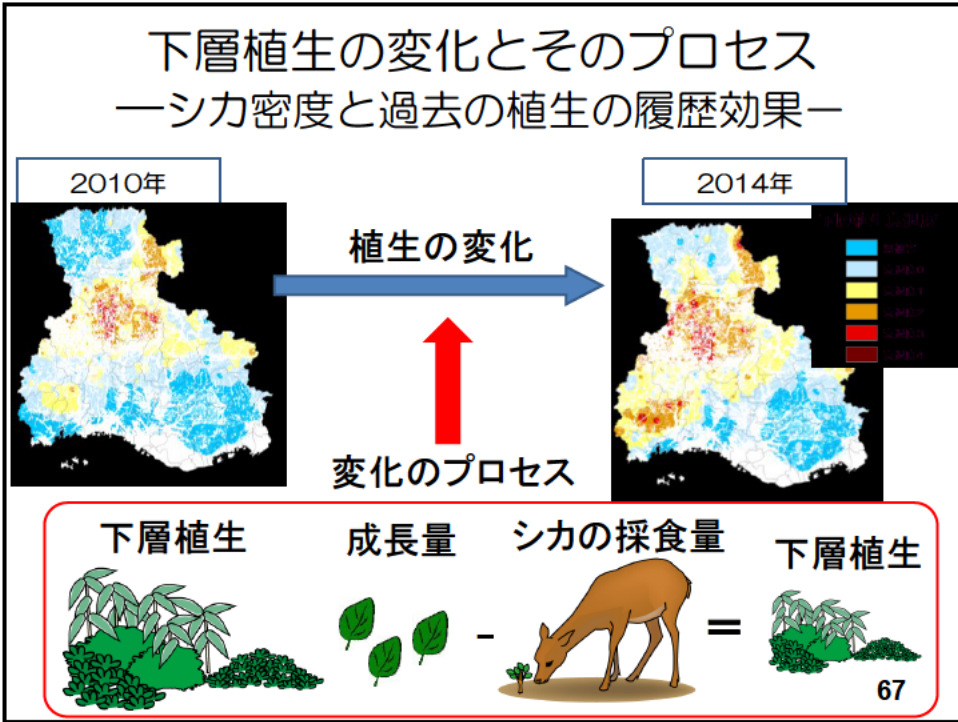 下層植生の変化とそのプロセス
―シカ密度と過去の植生の履歴効果―
2010年
2014年
植生の変化
変化のプロセス
下層植生
成長量
シカの採食量
下層植生
-
=
67